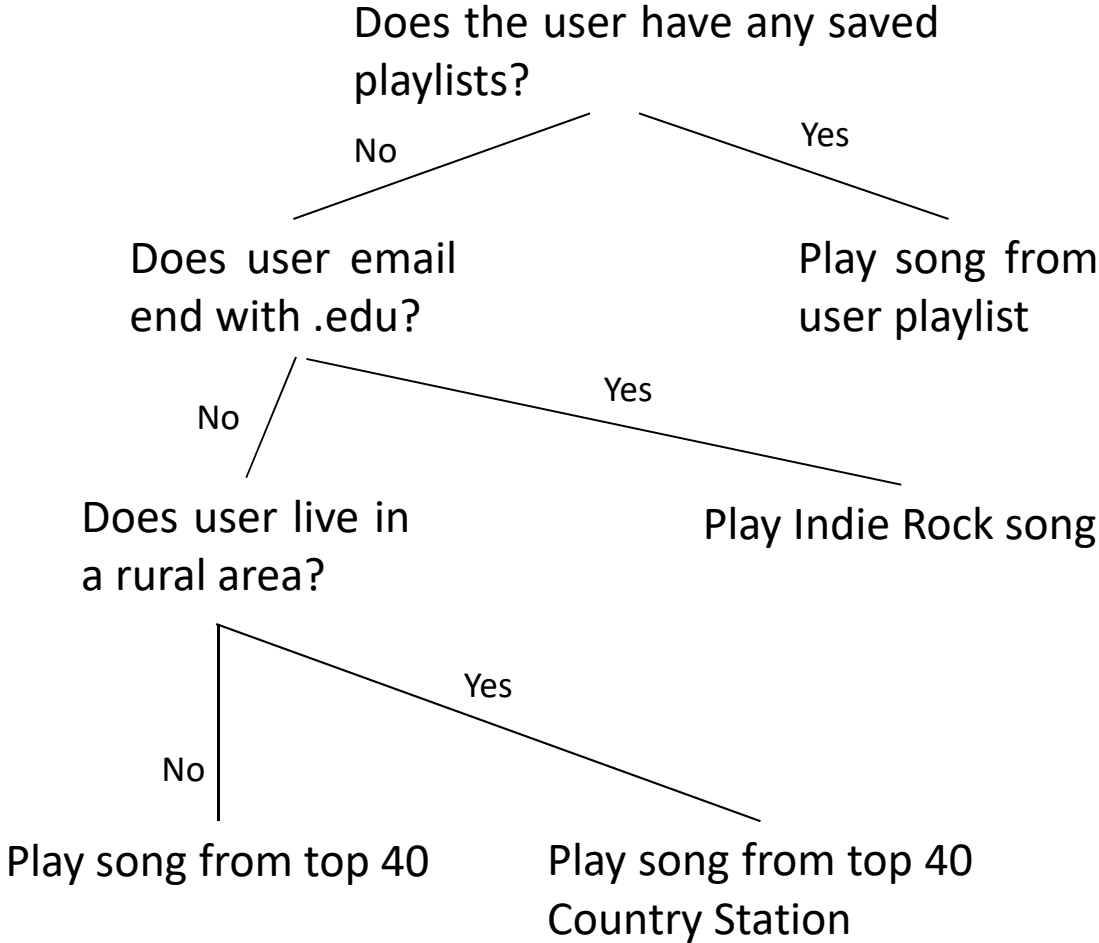 Does the user have any saved
playlists?
No
Yes
Does user email
end with .edu?
Play song from
user playlist
No
Yes
Does user live in
a rural area?
Play Indie Rock song
Yes
No
Play song from top 40
Play song from top 40
Country Station